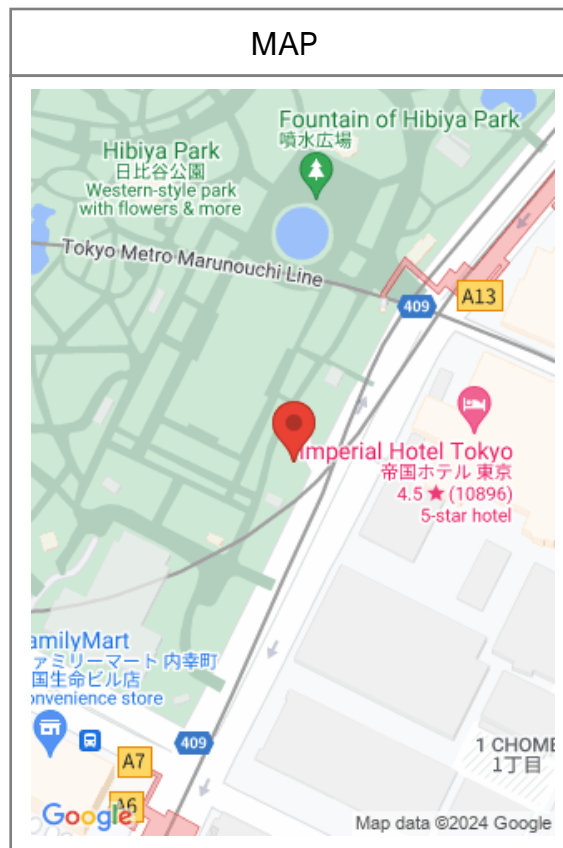 MAP
Fountain of Hibiya Park
噴水広場
Hibiya Park
日比谷公園
Western-style park
with flowers & more
Tokyo Metro Marunouchi Line
409
A13
Imperial Hotel Tokyo
帝国ホテル 東京
4.5 ★ (10896)
5-star hotel
amilyMart
ァミリーマート 内幸町
国生命ビル店
onvenience store
409
1 CHOME
1丁目
A7
A6
Google
Map data ©2024 Google